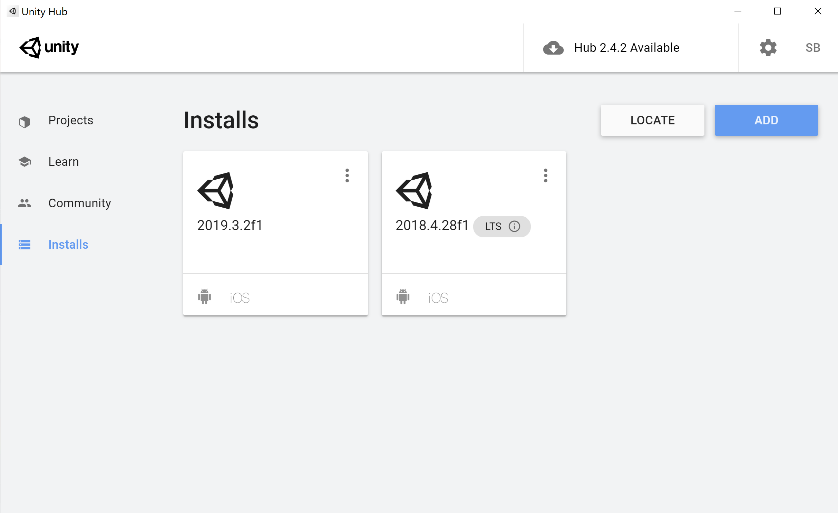 Unity Hub
unity
Hub 2.4.2 Available
SB
Projects
Learn
Community
Installs
Installs
LOCATE
ADD
2019.3.2f1
iOS
2018.4.28f1 LTS
iOS